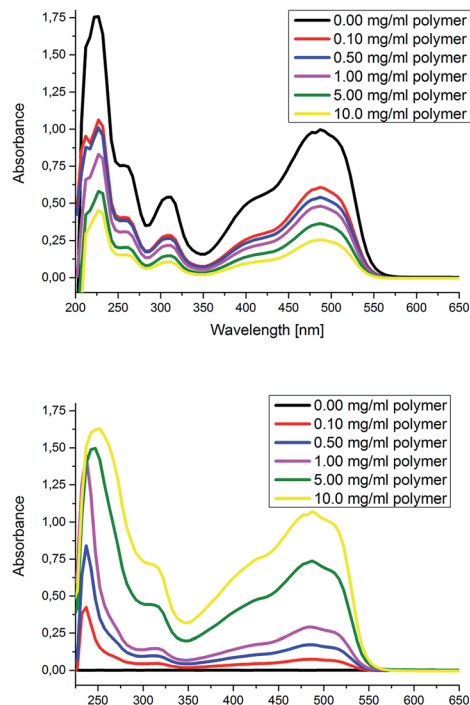 1,75
1,50
1,25
1,00
0,75
0,50
0,25
0,00
Absorbance
0.00 mg/ml polymer
0.10 mg/ml polymer
0.50 mg/ml polymer
1.00 mg/ml polymer
5.00 mg/ml polymer
10.0 mg/ml polymer
200 250 300 350 400 450 500 550 600 650
Wavelength [nm]
1,75
1,50
1,25
1,00
0,75
0,50
0,25
0,00
Absorbance
0.00 mg/ml polymer
0.10 mg/ml polymer
0.50 mg/ml polymer
1.00 mg/ml polymer
5.00 mg/ml polymer
10.0 mg/ml polymer
250 300 350 400 450 500 550 600 650
Wavelength [nm]